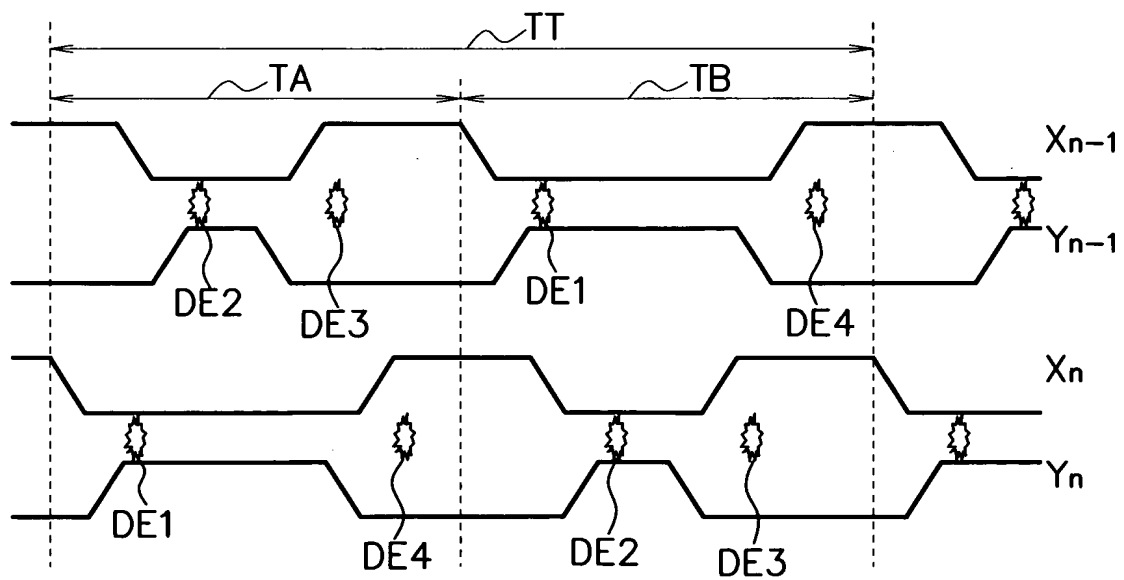 TT
TA TB
Xn-1
Yn-1
DE2 DE3 DE1 DE4
Xn
Yn
DE1 DE4 DE2 DE3